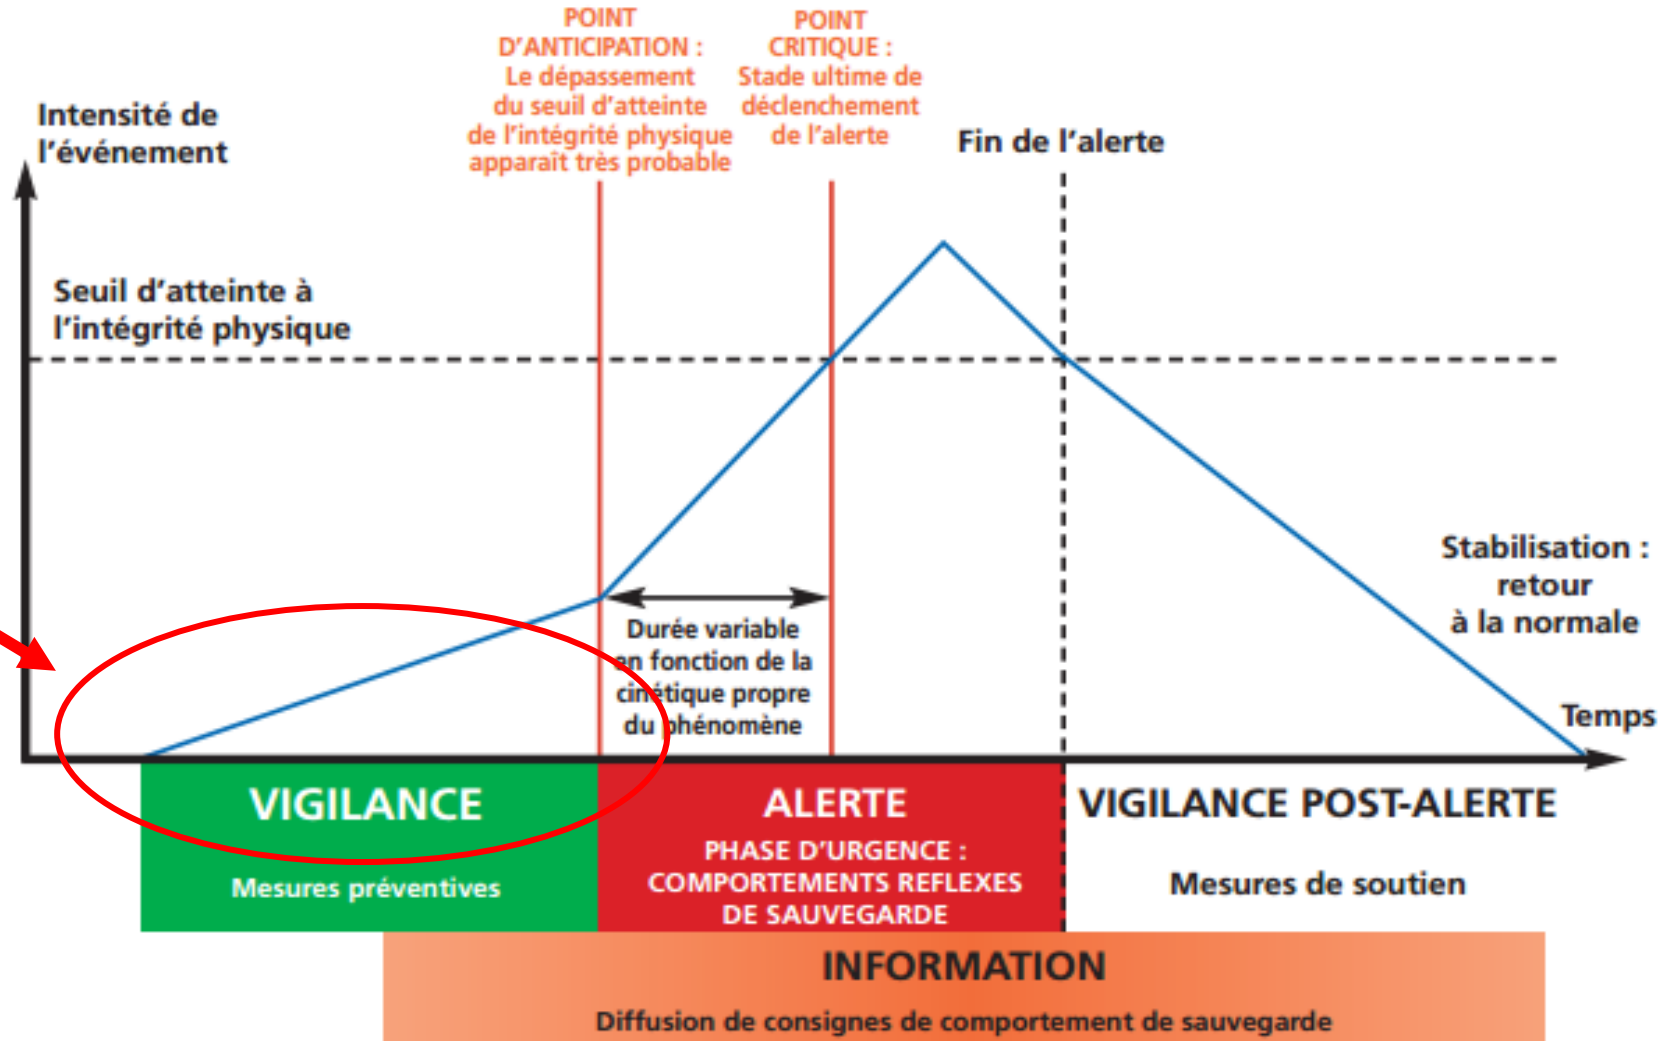 POINT
D'ANTICIPATION :
Le dépassement
du seuil d'atteinte
de l'intégrité physique
apparaît très probable
POINT
CRITIQUE :
Stade ultime de
déclenchement
de l'alerte
Intensité de
l'événement
Fin de l'alerte
Seuil d'atteinte à
l'intégrité physique
Durée variable
en fonction de la
cinétique propre
du phénomène
Stabilisation :
retour
à la normale
Temps
VIGILANCE
Mesures préventives
ALERTE
PHASE D'URGENCE :
COMPORTEMENTS REFLEXES
DE SAUVEGARDE
VIGILANCE POST-ALERTE
Mesures de soutien
INFORMATION
Diffusion de consignes de comportement de sauvegarde